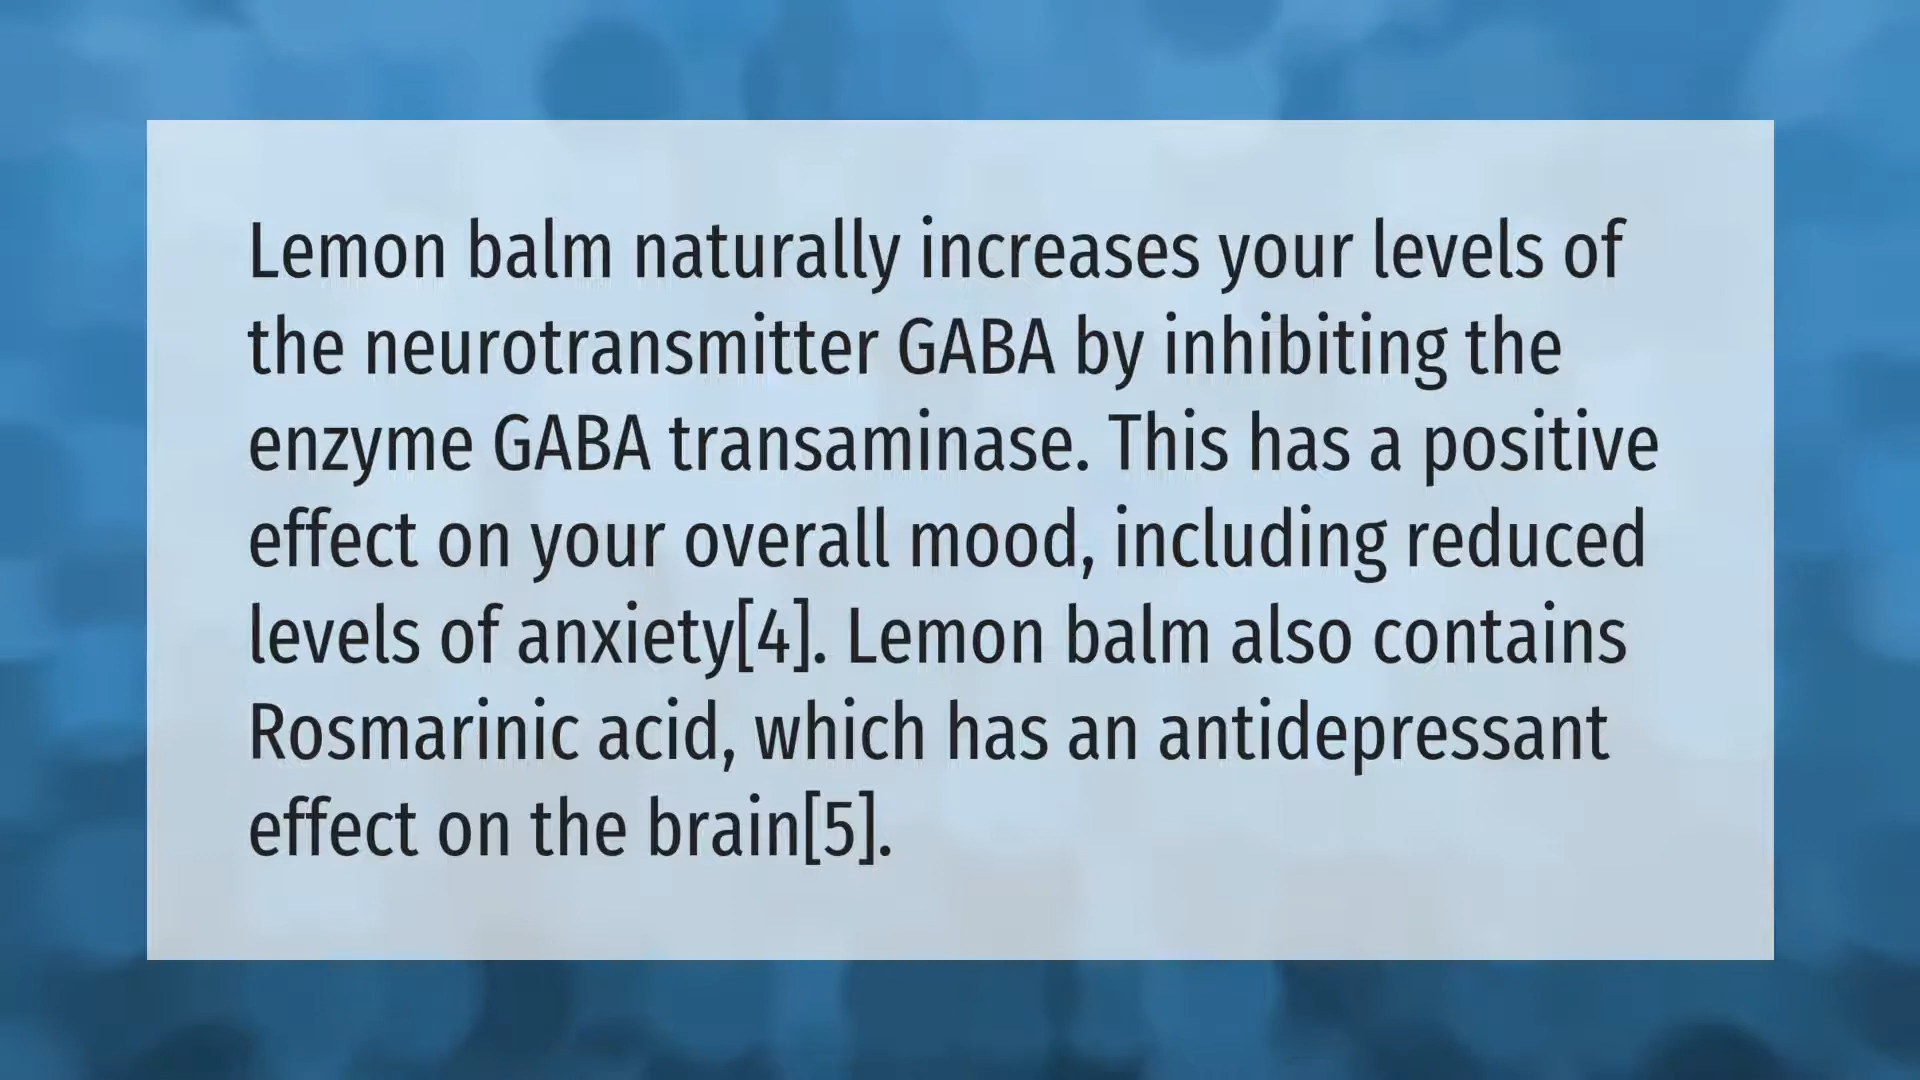 Lemon balm naturally increases your levels of
the neurotransmitter GABA by inhibiting the
enzyme GABA transaminase. This has a positive
effect on your overall mood, including reduced
levels of anxiety[4]. Lemon balm also contains
Rosmarinic acid, which has an antidepressant
effect on the brain[5].